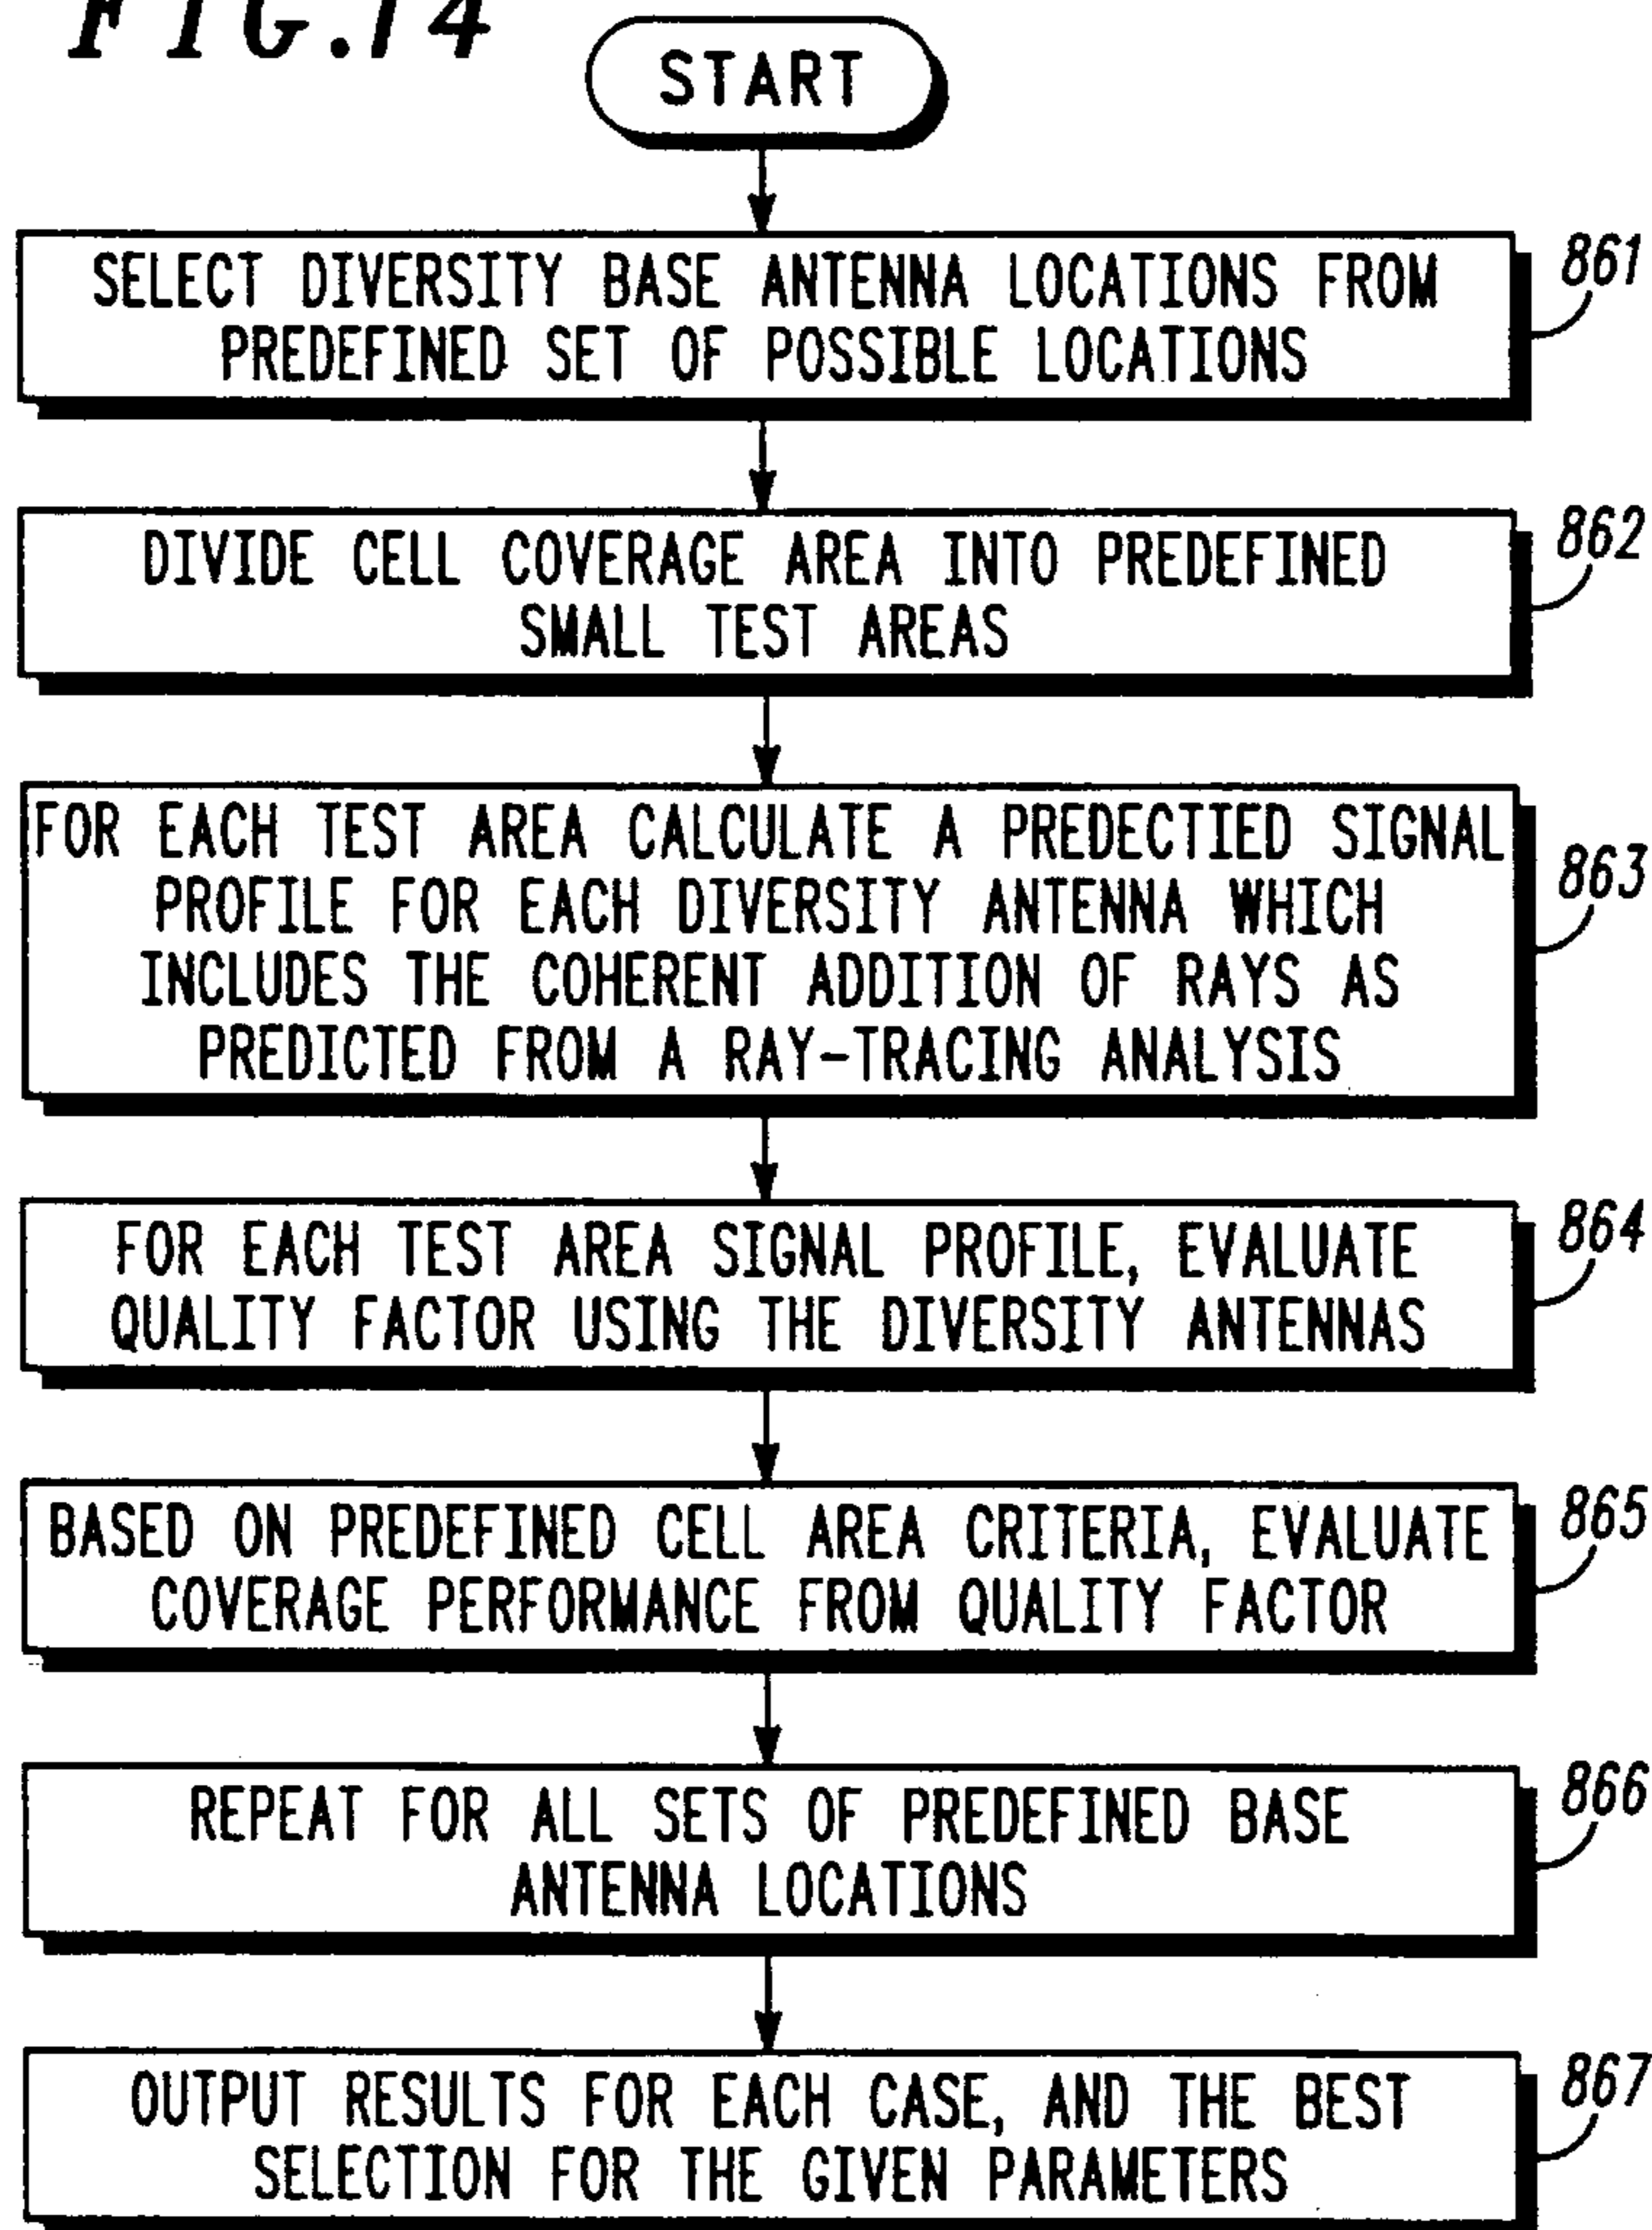 FIG.14
START
SELECT DIVERSITY BASE ANTENNA LOCATIONS FROM
PREDEFINED SET OF POSSIBLE LOCATIONS
861
DIVIDE CELL COVERAGE AREA INTO PREDEFINED
SMALL TEST AREAS
862
FOR EACH TEST AREA CALCULATE A PREDECTIED SIGNAL
PROFILE FOR EACH DIVERSITY ANTENNA WHICH
INCLUDES THE COHERENT ADDITION OF RAYS AS
PREDICTED FROM A RAY-TRACING ANALYSIS
863
FOR EACH TEST AREA SIGNAL PROFILE, EVALUATE
QUALITY FACTOR USING THE DIVERSITY ANTENNAS
864
BASED ON PREDEFINED CELL AREA CRITERIA, EVALUATE
COVERAGE PERFORMANCE FROM QUALITY FACTOR
865
REPEAT FOR ALL SETS OF PREDEFINED BASE
ANTENNA LOCATIONS
866
OUTPUT RESULTS FOR EACH CASE, AND THE BEST
SELECTION FOR THE GIVEN PARAMETERS
867